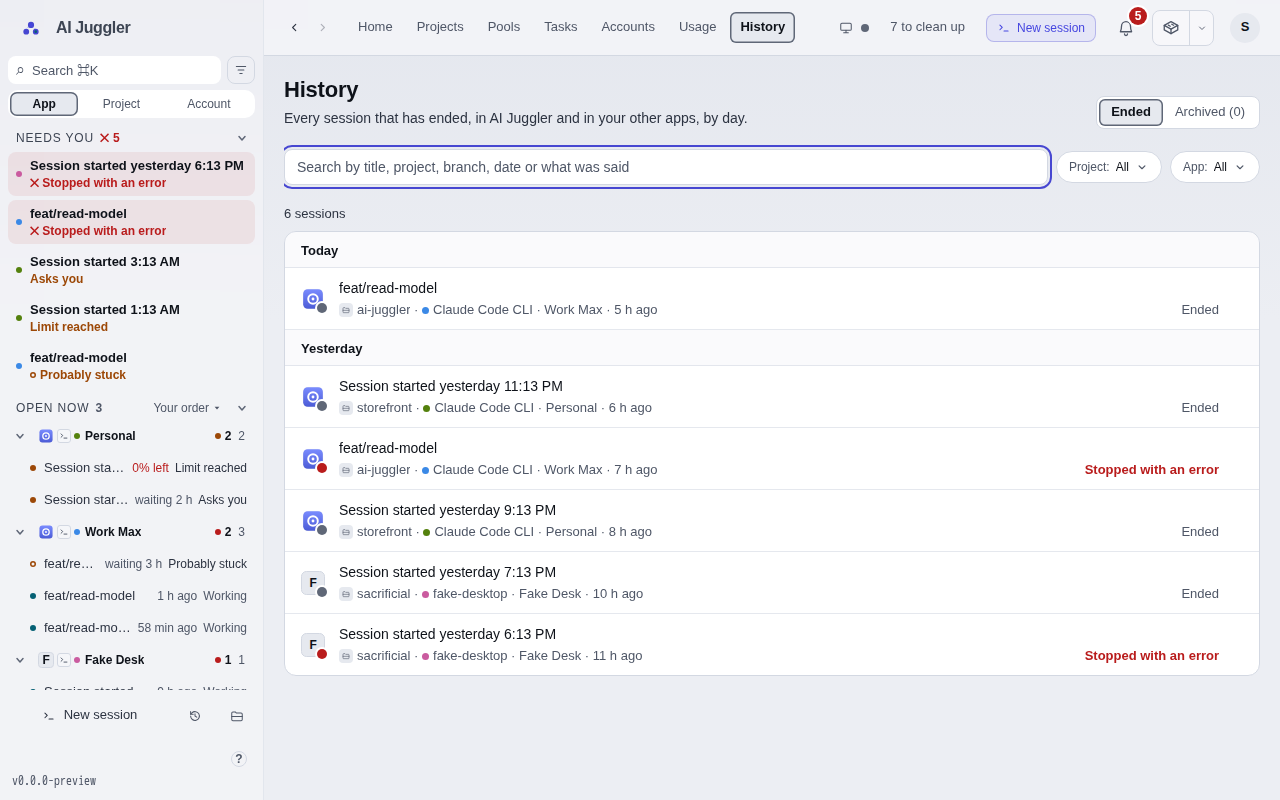 AI Juggler
Search ⌘K
App Project Account
NEEDS YOU 5
Session started yesterday 6:13 PM
Stopped with an error
feat/read-model
Stopped with an error
Session started 3:13 AM
Asks you
Session started 1:13 AM
Limit reached
feat/read-model
Probably stuck
OPEN NOW 3 Your order
Personal 2 2
Session sta… 0% left Limit reached
Session star… waiting 2 h Asks you
Work Max 2 3
feat/re… waiting 3 h Probably stuck
feat/read-model 1 h ago Working
feat/read-mo… 58 min ago Working
F Fake Desk 1 1
New session
?
v0.0.0-preview
Home Projects Pools Tasks Accounts Usage History
7 to clean up
New session
5
S
History
Every session that has ended, in AI Juggler and in your other apps, by day.
Ended Archived (0)
Search by title, project, branch, date or what was said
Project: All
App: All
6 sessions
Today
feat/read-model
ai-juggler · Claude Code CLI · Work Max · 5 h ago
Ended
Yesterday
Session started yesterday 11:13 PM
storefront · Claude Code CLI · Personal · 6 h ago
Ended
feat/read-model
ai-juggler · Claude Code CLI · Work Max · 7 h ago
Stopped with an error
Session started yesterday 9:13 PM
storefront · Claude Code CLI · Personal · 8 h ago
Ended
F
Session started yesterday 7:13 PM
sacrificial · fake-desktop · Fake Desk · 10 h ago
Ended
F
Session started yesterday 6:13 PM
sacrificial · fake-desktop · Fake Desk · 11 h ago
Stopped with an error